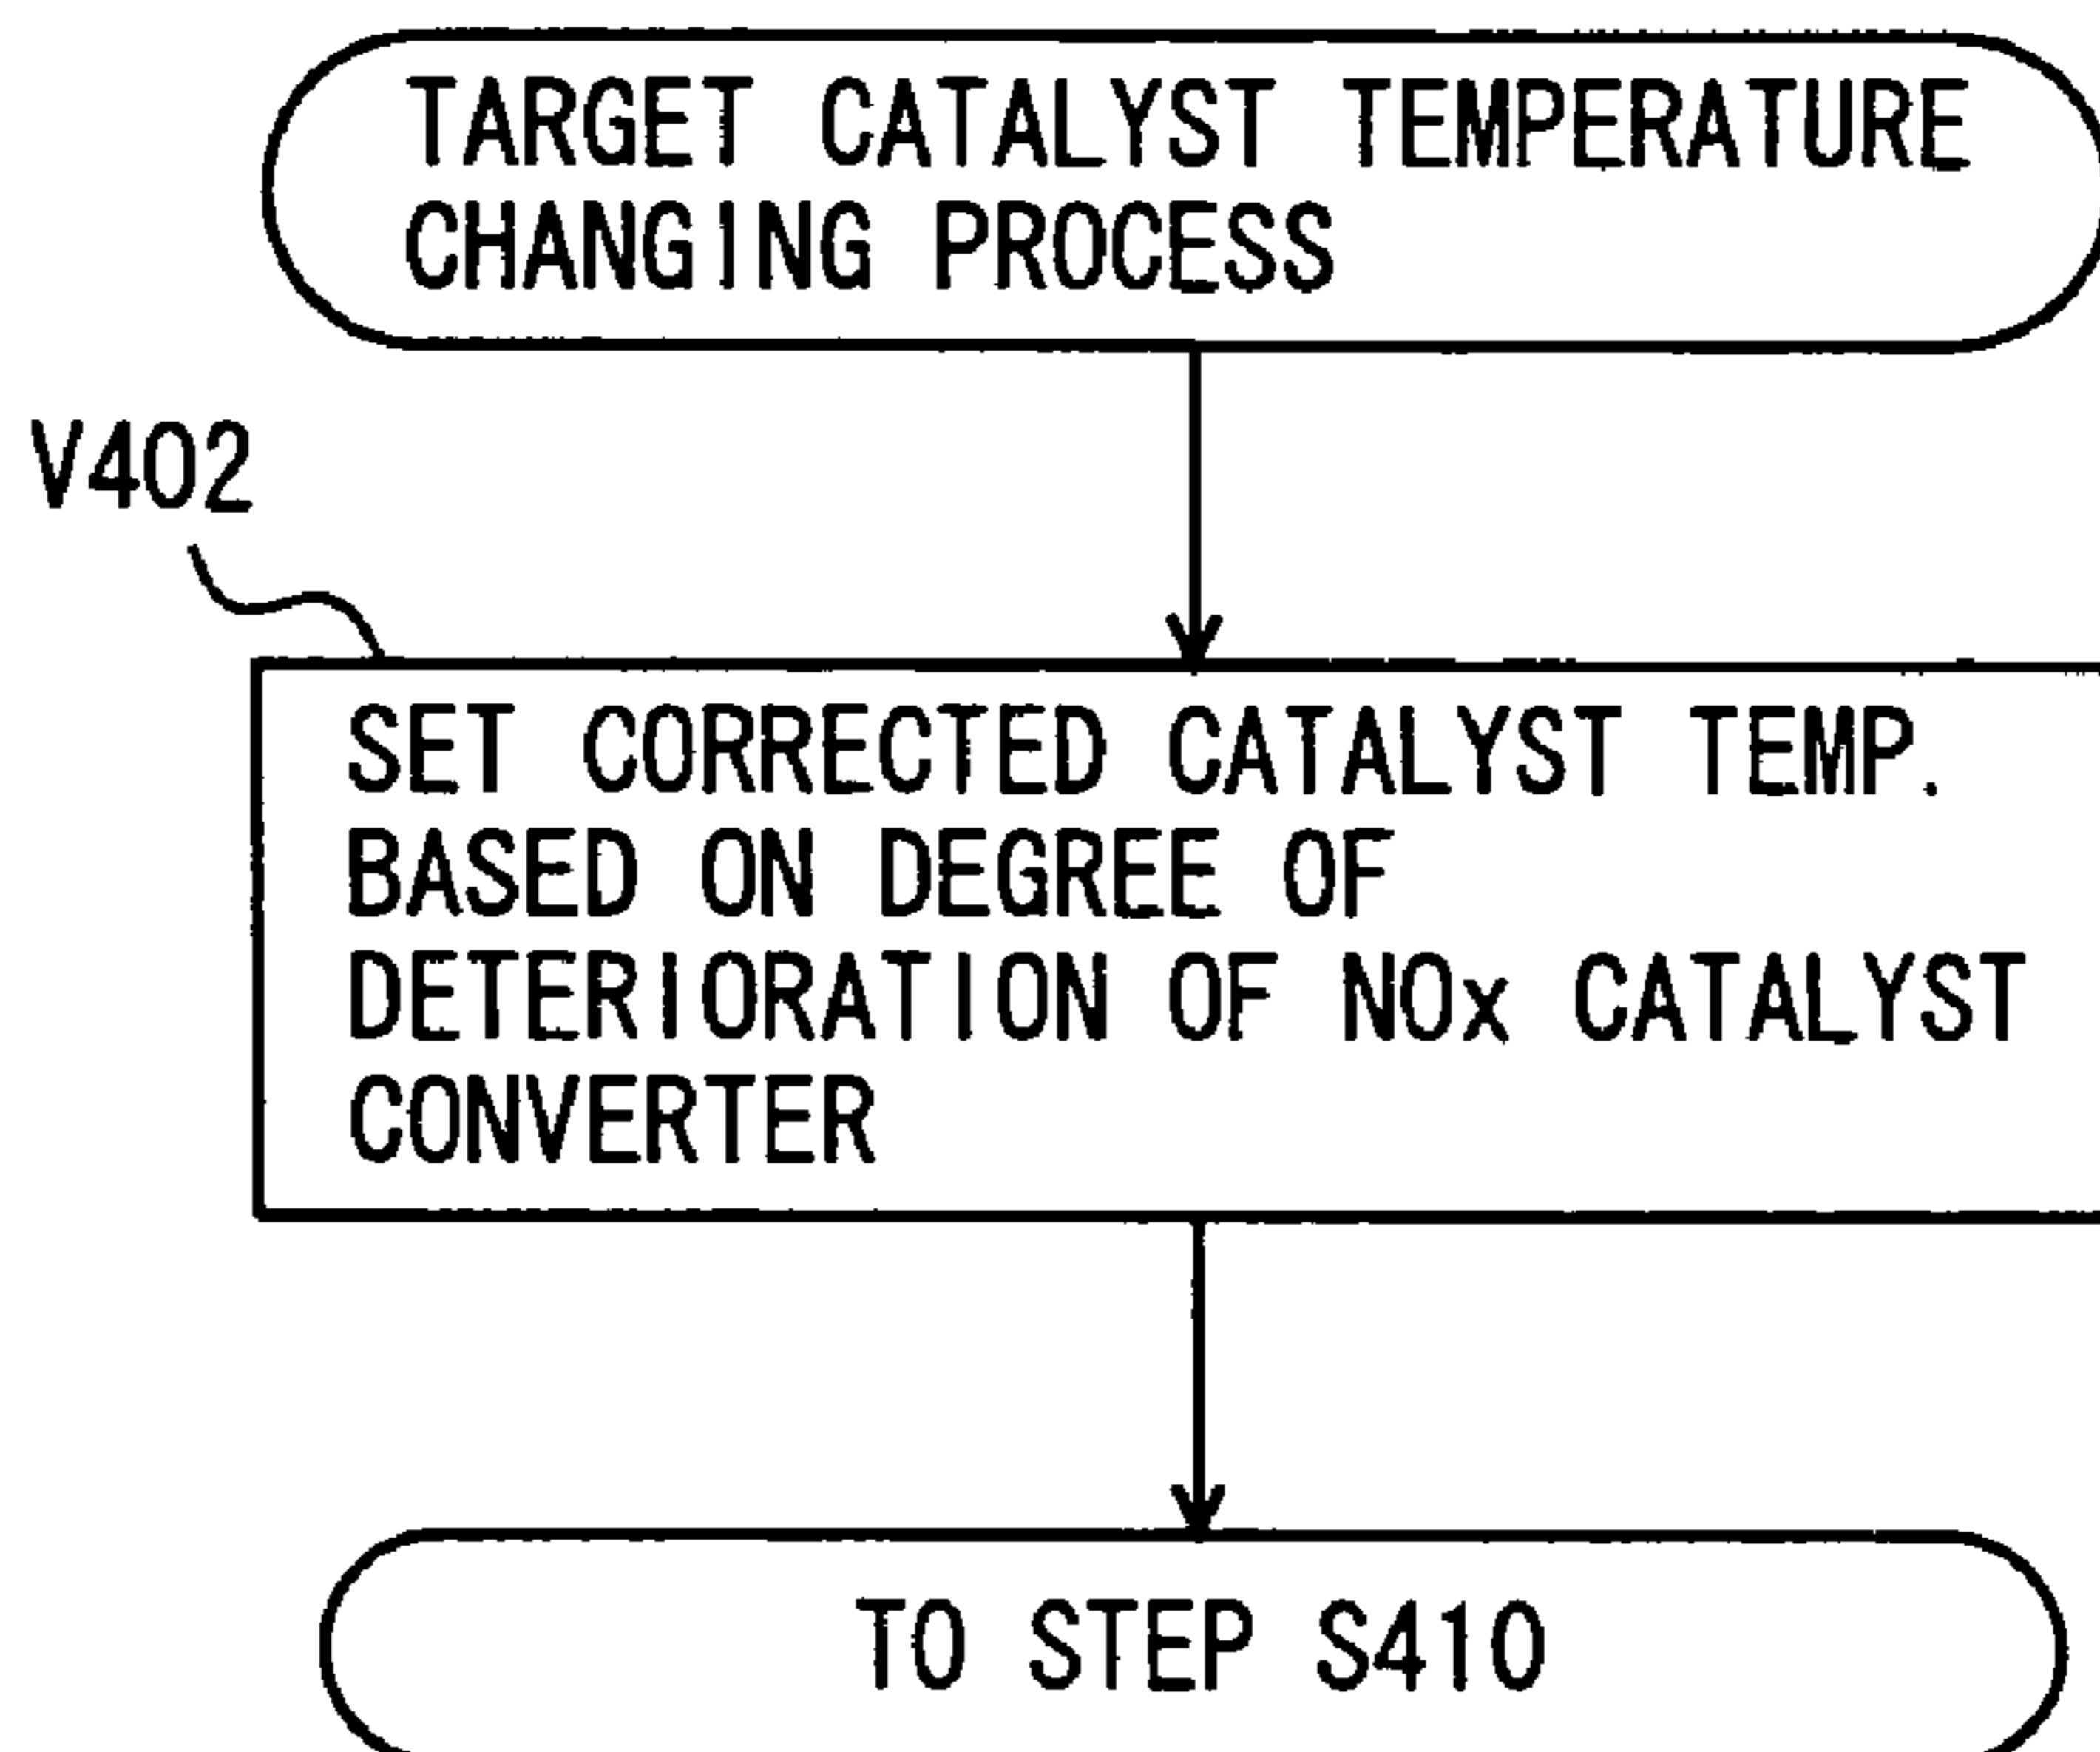 TARGET CATALYST TEMPERATURE
CHANGING PROCESS
V402
SET CORRECTED CATALYST TEMP.
BASED ON DEGREE OF
DETERIORATION OF NOx CATALYST
CONVERTER
TO STEP S410